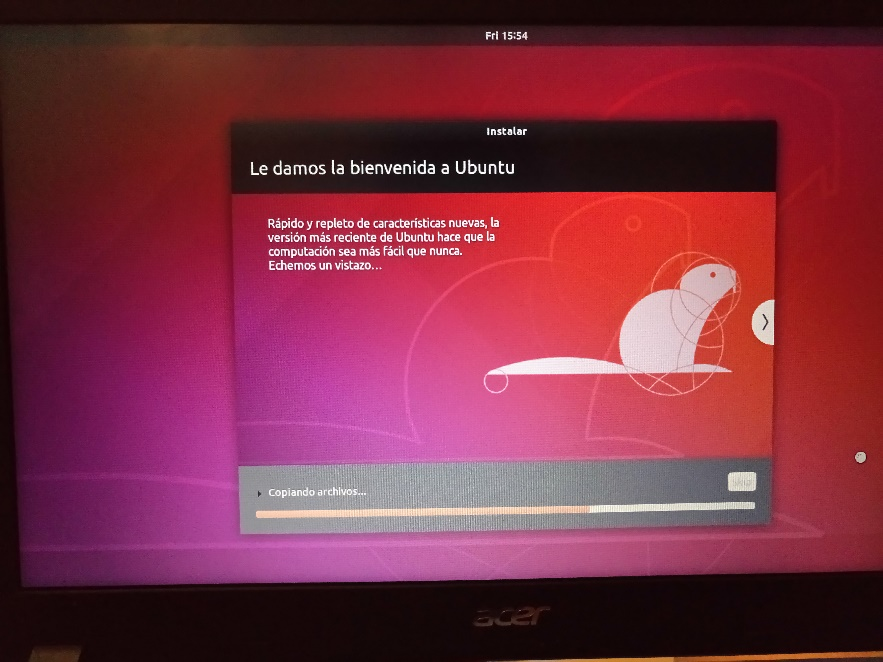 Fri 15:54
Instalar
Le damos la bienvenida a Ubuntu
Rápido y repleto de características nuevas, la
versión más reciente de Ubuntu hace que la
computación sea más fácil que nunca.
Echemos un vistazo...
Copiando archivos...
acer